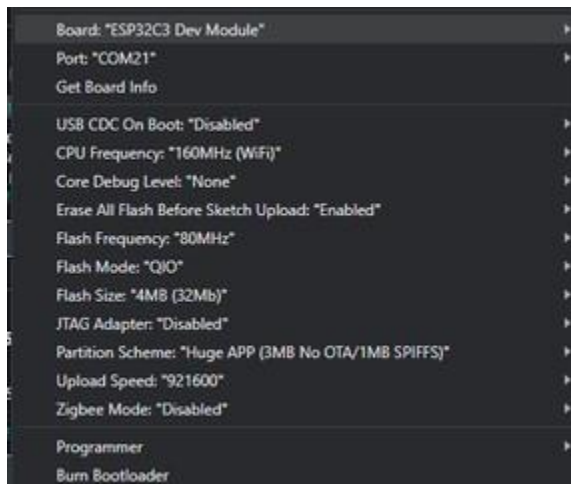 Board: "ESP32C3 Dev Module"
Port: "COM21"
Get Board Info
USB CDC On Boot: "Disabled"
CPU Frequency: "160MHz (WiFi)"
Core Debug Level: "None"
Erase All Flash Before Sketch Upload: "Enabled"
Flash Frequency: "80MHz"
Flash Mode: "QIO"
Flash Size: "4MB (32Mb)"
JTAG Adapter: "Disabled"
Partition Scheme: "Huge APP (3MB No OTA/1MB SPIFFS)"
Upload Speed: "921600"
Zigbee Mode: "Disabled"
Programmer
Burn Bootloader